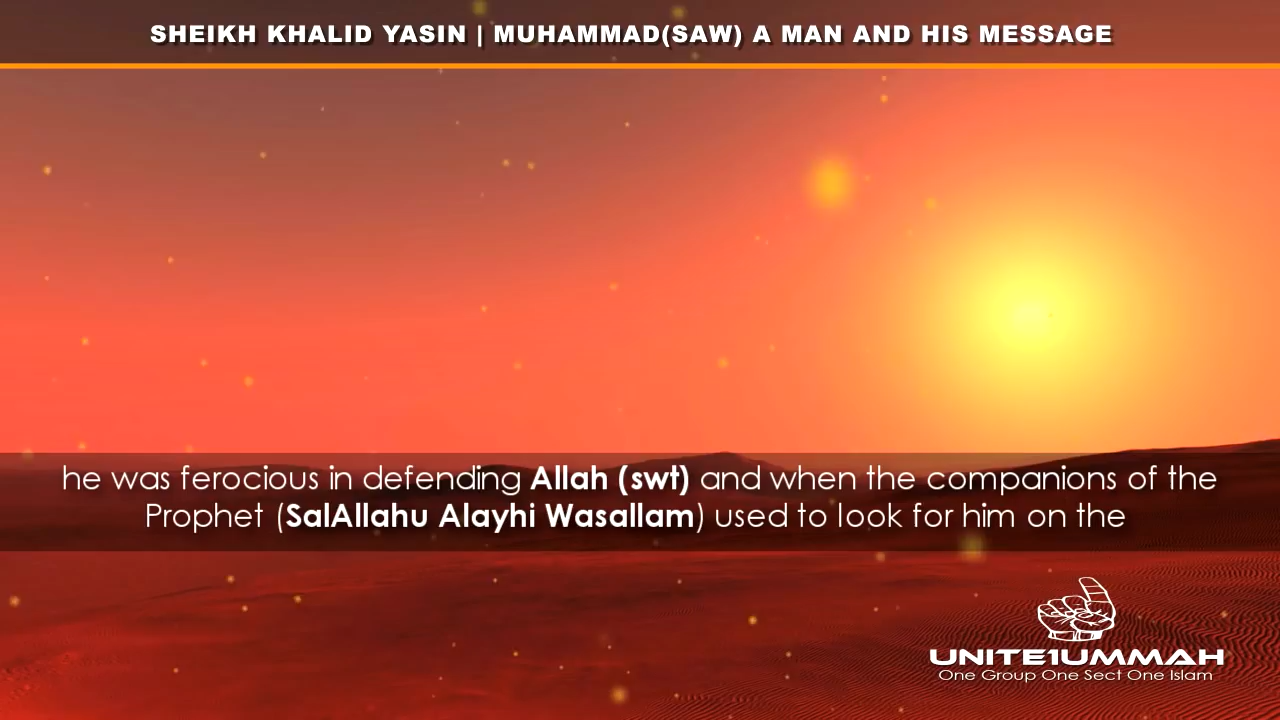 SHEIKH KHALID YASIN | MUHAMMAD(SAW) A MAN AND HIS MESSAGE
he was ferocious in defending Allah (swt) and when the companions of the
Prophet (SalAllahu Alayhi Wasallam) used to look for him on the
UNITE1UMMAH
One Group One Sect One Islam